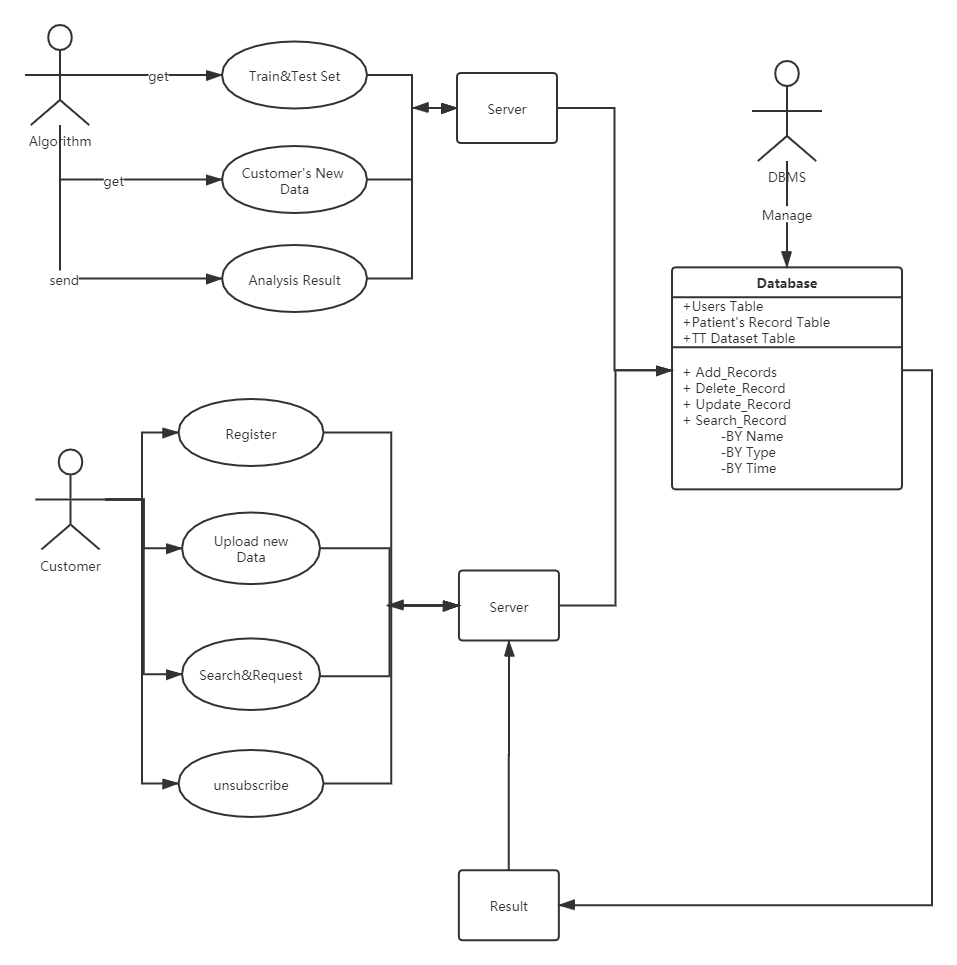 get
Train&Test Set
Server
Algorithm
get
Customer's New
Data
send
Analysis Result
DBMS
Manage
Database
+Users Table
+Patient's Record Table
+TT Dataset Table
+ Add_Records
+ Delete_Record
+ Update_Record
+ Search_Record
-BY Name
-BY Type
-BY Time
Register
Customer
Upload new
Data
Server
Search&Request
unsubscribe
Result